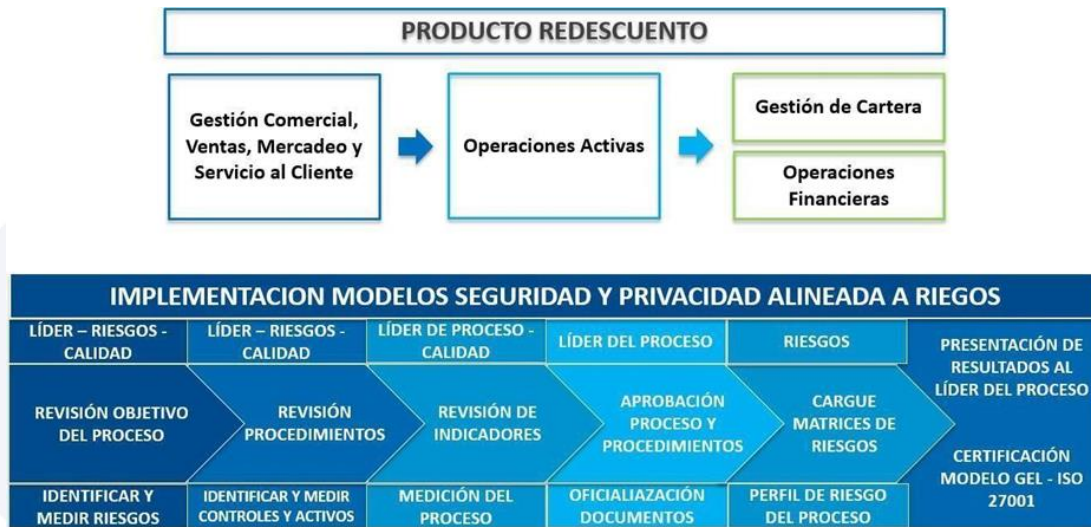 PRODUCTO REDESCUENTO
Gestión Comercial,
Ventas, Mercadeo y
Servicio al Cliente
Operaciones Activas
Gestión de Cartera
Operaciones
Financieras
IMPLEMENTACION MODELOS SEGURIDAD Y PRIVACIDAD ALINEADA A RIEGOS
LÍDER – RIESGOS -
CALIDAD
LÍDER – RIESGOS -
CALIDAD
LÍDER DE PROCESO -
CALIDAD
LÍDER DEL PROCESO
RIESGOS
REVISIÓN OBJETIVO
DEL PROCESO
REVISIÓN
PROCEDIMIENTOS
REVISIÓN DE
INDICADORES
APROBACIÓN
PROCESO Y
PROCEDIMIENTOS
CARGUE
MATRICES DE
RIESGOS
IDENTIFICAR Y
MEDIR RIESGOS
IDENTIFICAR Y MEDIR
CONTROLES Y ACTIVOS
MEDICIÓN DEL
PROCESO
OFICIALIAZACIÓN
DOCUMENTOS
PERFIL DE RIESGO
DEL PROCESO
PRESENTACIÓN DE
RESULTADOS AL
LÍDER DEL PROCESO
CERTIFICACIÓN
MODELO GEL - ISO
27001